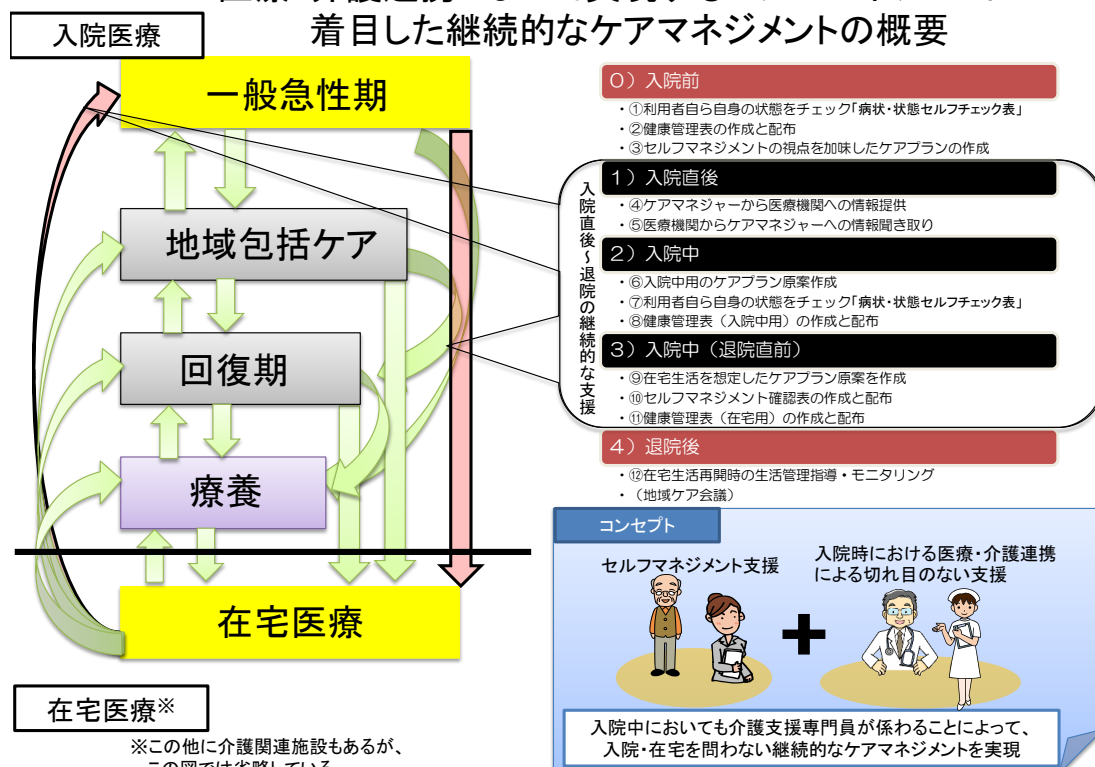 着目した継続的なケアマネジメントの概要
入院医療
一般急性期
地域包括ケア
回復期
療養
在宅医療
在宅医療※
※この他に介護関連施設もあるが、
0）入院前
・①利用者自ら自身の状態をチェック「病状・状態セルフチェック表」
・②健康管理表の作成と配布
・③セルフマネジメントの視点を加味したケアプランの作成
入院直後～退院の継続的な支援
1）入院直後
・④ケアマネジャーから医療機関への情報提供
・⑤医療機関からケアマネジャーへの情報聞き取り
2）入院中
・⑥入院中用のケアプラン原案作成
・⑦利用者自ら自身の状態をチェック「病状・状態セルフチェック表」
・⑧健康管理表（入院中用）の作成と配布
3）入院中（退院直前）
・⑨在宅生活を想定したケアプラン原案を作成
・⑩セルフマネジメント確認表の作成と配布
・⑪健康管理表（在宅用）の作成と配布
4）退院後
・⑫在宅生活再開時の生活管理指導・モニタリング
・（地域ケア会議）
コンセプト
セルフマネジメント支援
入院時における医療・介護連携
による切れ目のない支援
入院中においても介護支援専門員が係わることによって、
入院・在宅を問わない継続的なケアマネジメントを実現